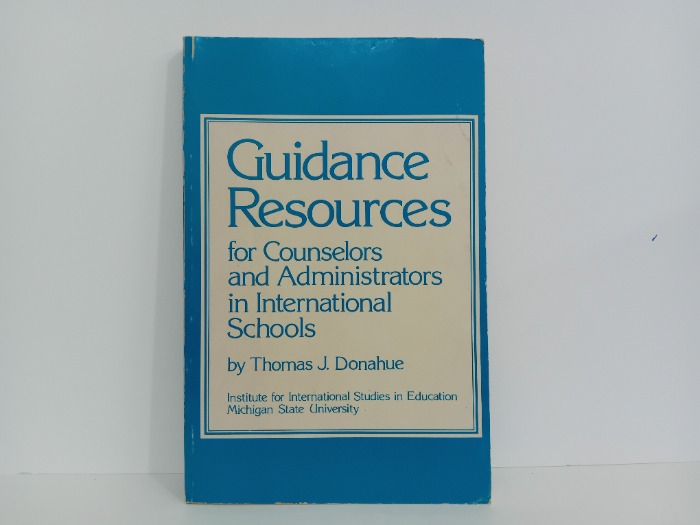 Guidance
Resources
for Counselors
and Administrators
in International
Schools
by Thomas J. Donahue
Institute for International Studies in Education
Michigan State University